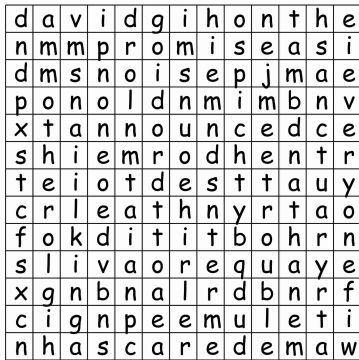 d a v i d g i h o n t h e
n m m p r o m i s e a s i
d m s n o i s e p j m a e
p o n o l d n m i m b n v
x t a n n o u n c e d c e
s h i e m r o d h e n t r
t e i o t d e s t t a u y
c r l e a t h n y r t a o
f o k d i t i t b o h r n
s l i v a o r e q u a y e
x g n b n a l r d b n r f
c i g n p e e m u l e t i
n h a s c a r e d e m a w